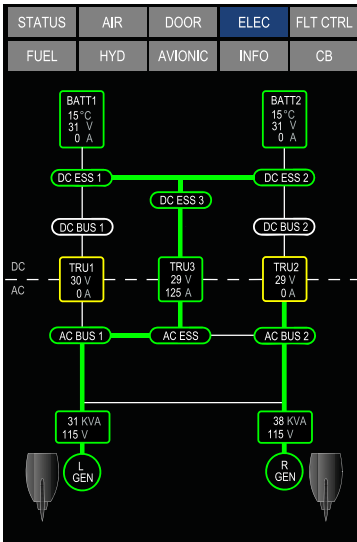 STATUS AIR DOOR ELEC FLT CTRL
FUEL HYD AVIONIC INFO CB
BATT1 BATT2
15°C 15°C
31 V 31 V
0 A 0 A
DC ESS 1 DC ESS 2
DC ESS 3
DC BUS 1 DC BUS 2
DC
AC
TRU1 TRU3 TRU2
30 V 29 V 29 V
0 A 125 A 0 A
AC BUS 1 AC ESS AC BUS 2
31 KVA 38 KVA
115 V 115 V
L R
GEN GEN